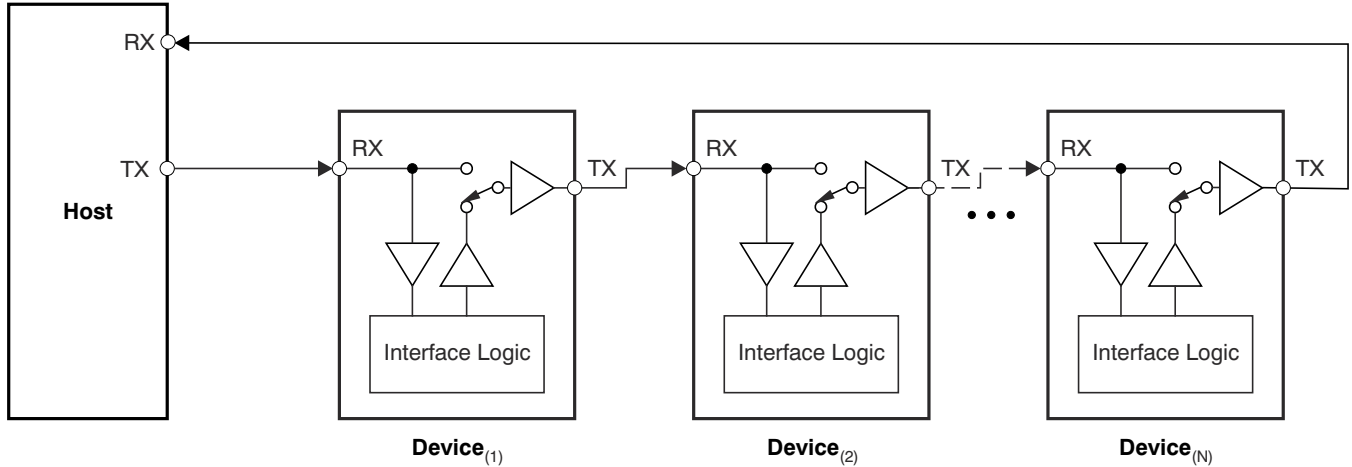 RX
TX
Host
RX
TX
Interface Logic
Device(1)
RX
TX
Interface Logic
Device(2)
• • •
RX
TX
Interface Logic
Device(N)